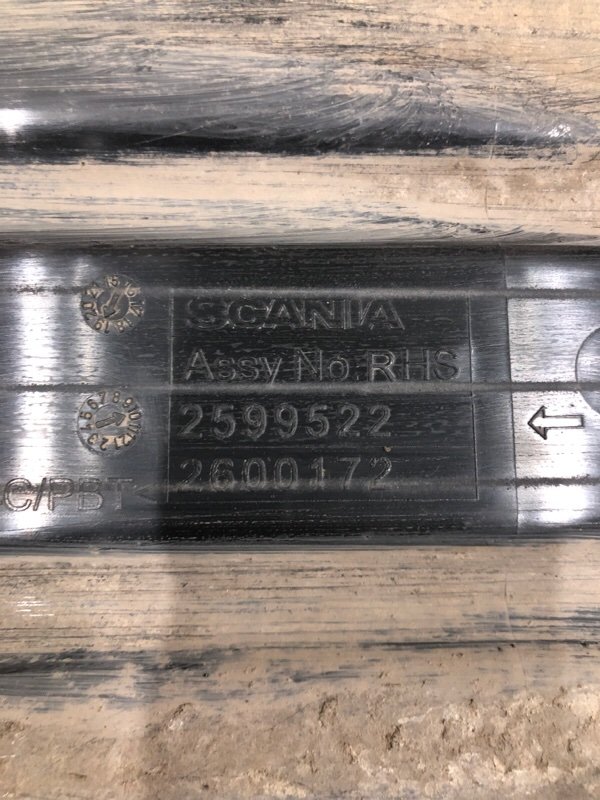 SCANIA
Assy No. RHS
2599522
2600172
C/PBT<